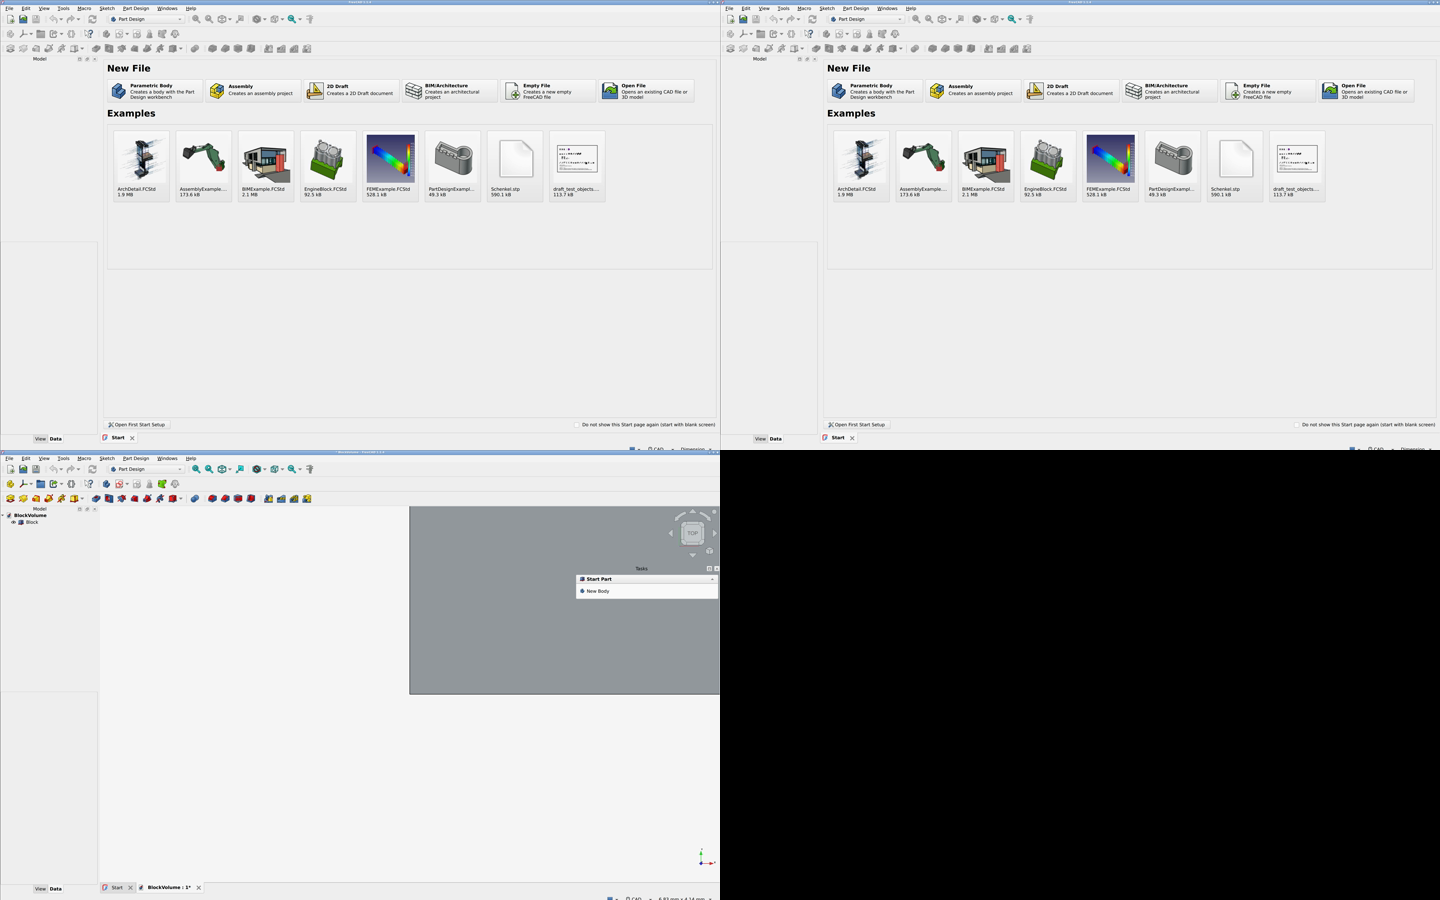 File Edit View Tools Macro Sketch Part Design Windows Help
Part Design
Model
New File
Parametric Body
Creates a body with the Part
Design workbench
Assembly
Creates an assembly project
2D Draft
Creates a 2D Draft document
BIM/Architecture
Creates an architectural
project
Empty File
Creates a new empty
FreeCAD file
Open File
Opens an existing CAD file or
3D model
Examples
ArchDetail.FCStd
1.9 MB
AssemblyExample....
173.6 kB
BIMExample.FCStd
2.1 MB
EngineBlock.FCStd
92.5 kB
FEMExample.FCStd
528.1 kB
PartDesignExampl...
49.3 kB
Schenkel.stp
590.1 kB
draft_test_objects....
113.7 kB
Open First Start Setup
Do not show this Start page again (start with blank screen)
View Data
Start
File Edit View Tools Macro Sketch Part Design Windows Help
Part Design
Model
New File
Parametric Body
Creates a body with the Part
Design workbench
Assembly
Creates an assembly project
2D Draft
Creates a 2D Draft document
BIM/Architecture
Creates an architectural
project
Empty File
Creates a new empty
FreeCAD file
Open File
Opens an existing CAD file or
3D model
Examples
ArchDetail.FCStd
1.9 MB
AssemblyExample....
173.6 kB
BIMExample.FCStd
2.1 MB
EngineBlock.FCStd
92.5 kB
FEMExample.FCStd
528.1 kB
PartDesignExampl...
49.3 kB
Schenkel.stp
590.1 kB
draft_test_objects....
113.7 kB
Open First Start Setup
Do not show this Start page again (start with blank screen)
View Data
Start
File Edit View Tools Macro Sketch Part Design Windows Help
Part Design
Model
BlockVolume
Block
TOP
Tasks
Start Part
New Body
View Data
Start
BlockVolume : 1*